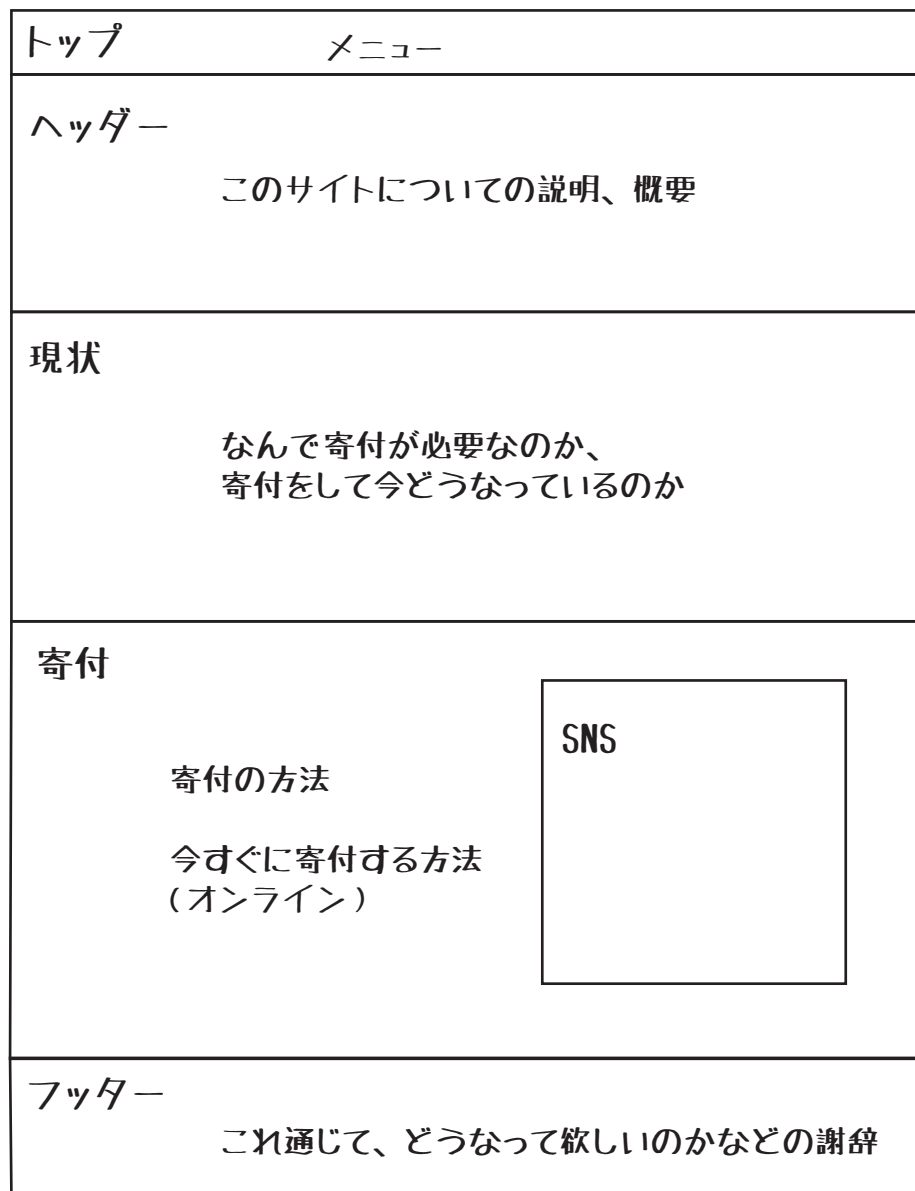 トップ
メニュー
ヘッダー
このサイトについての説明、概要
現状
なんで寄付が必要なのか、
寄付をして今どうなっているのか
寄付
SNS
寄付の方法
今すぐに寄付する方法
(オンライン)
フッター
これ通じて、どうなって欲しいのかなどの謝辞